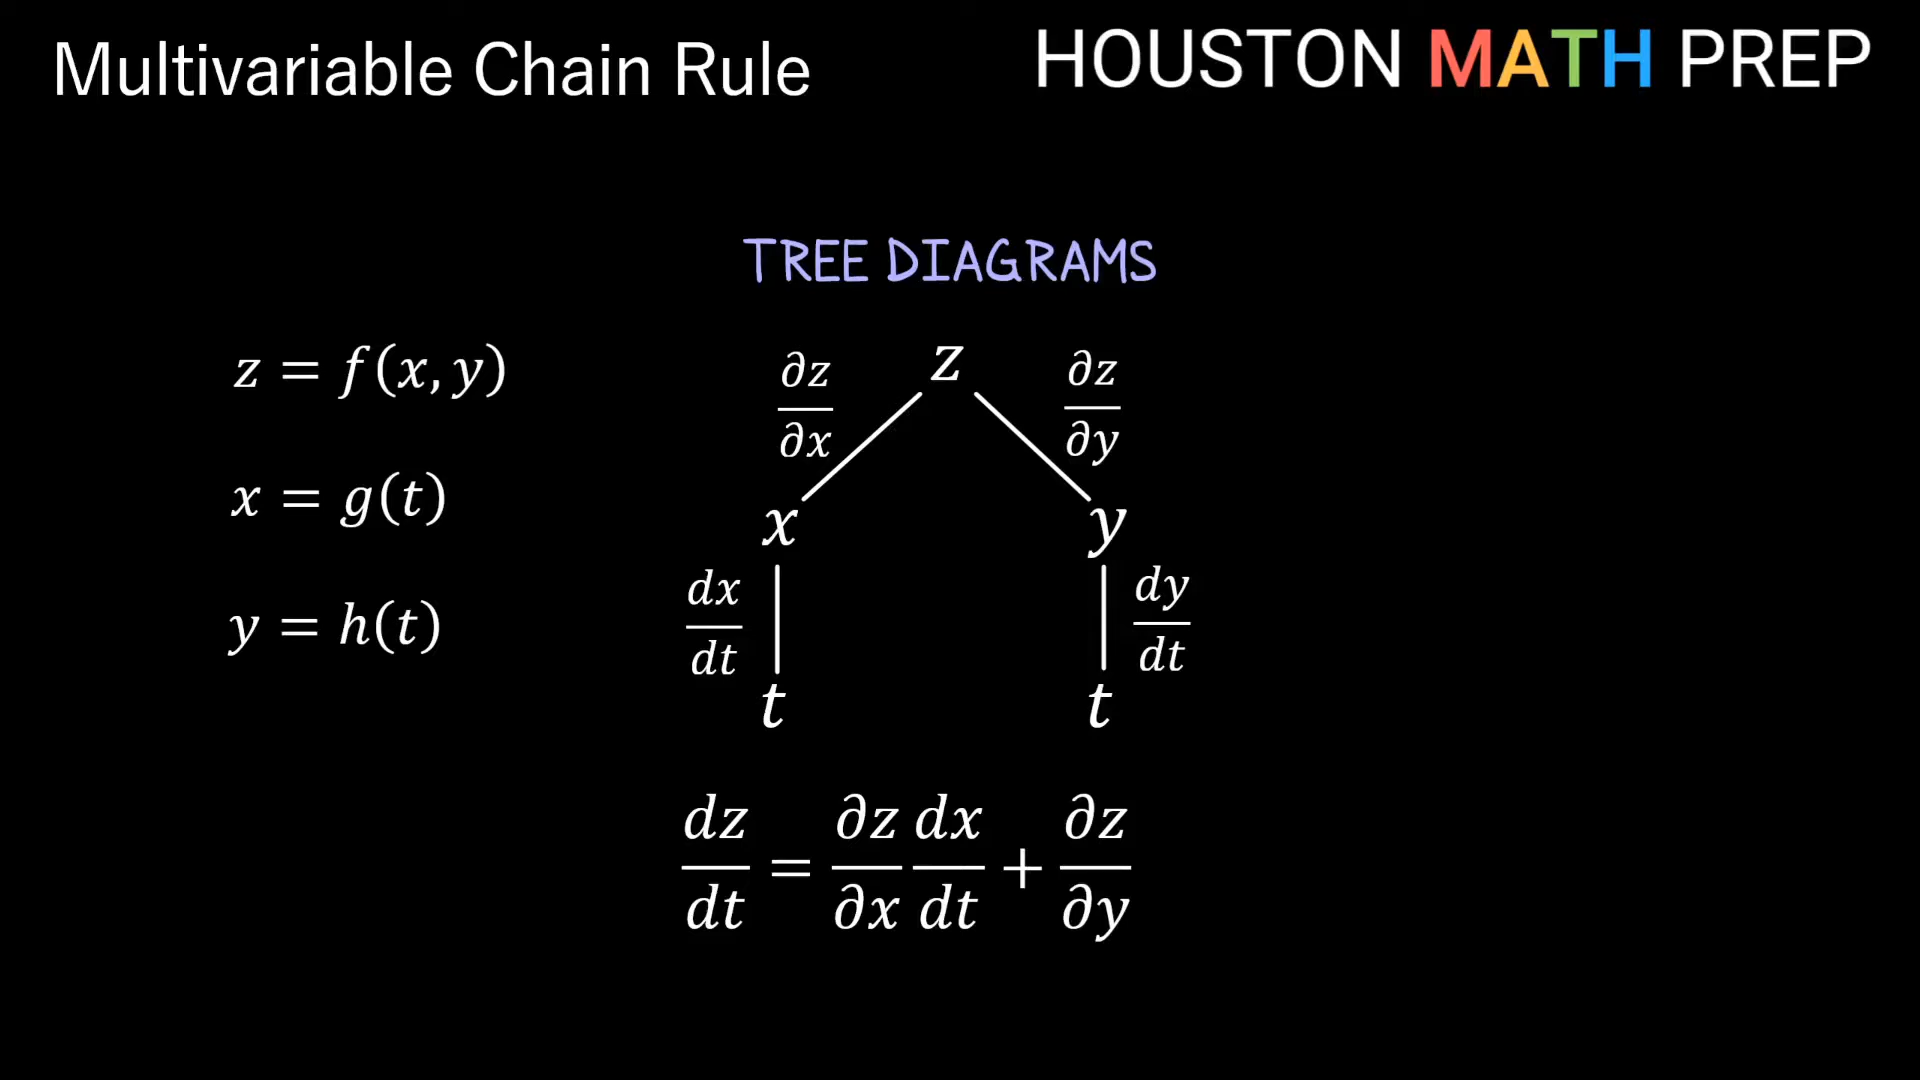 Multivariable Chain Rule
HOUSTON MATH PREP
TREE DIAGRAMS
z = f(x, y)
x = g(t)
y = h(t)
z
∂z/∂x
∂z/∂y
x
y
dx/dt
dy/dt
t
t
dz/dt = ∂z/∂x dx/dt + ∂z/∂y